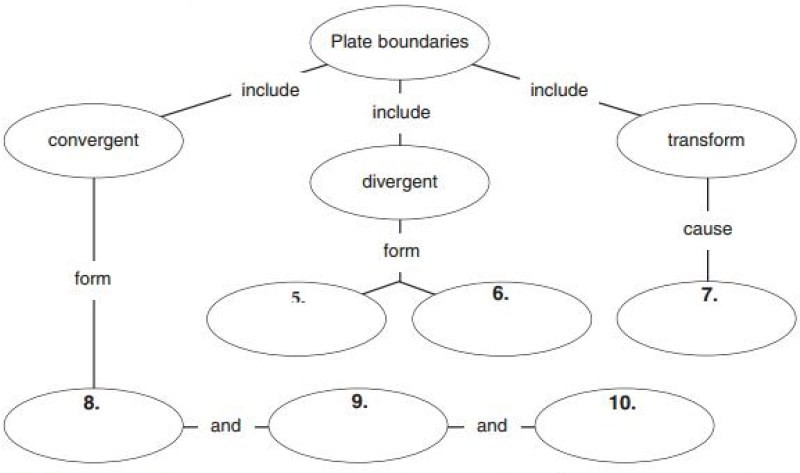 Plate boundaries
include
include
include
convergent
divergent
transform
form
form
cause
5.
6.
7.
8.
and
9.
and
10.